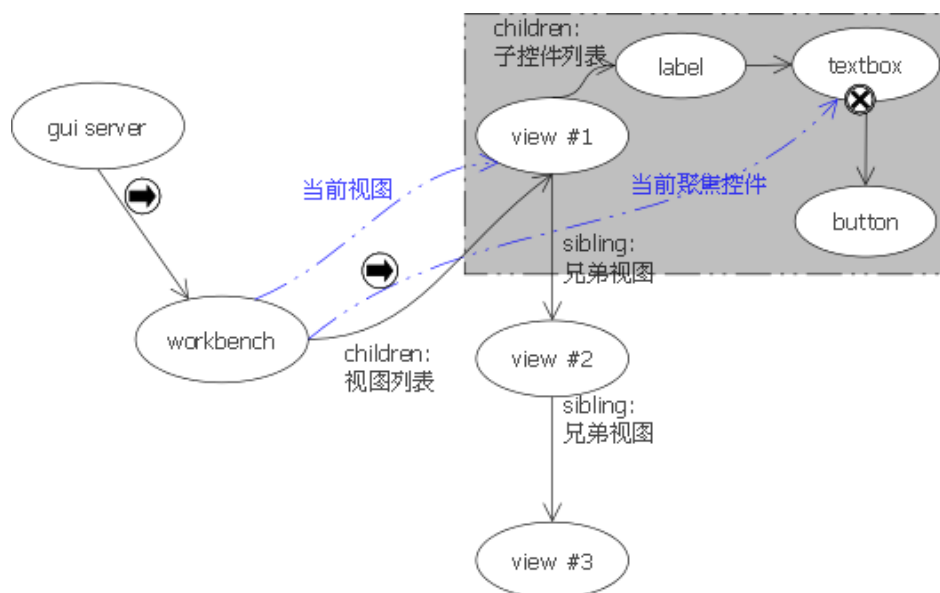 children:
子控件列表
label
textbox
gui server
view #1
当前视图
当前聚焦控件
button
sibling:
兄弟视图
workbench
children:
视图列表
view #2
sibling:
兄弟视图
view #3